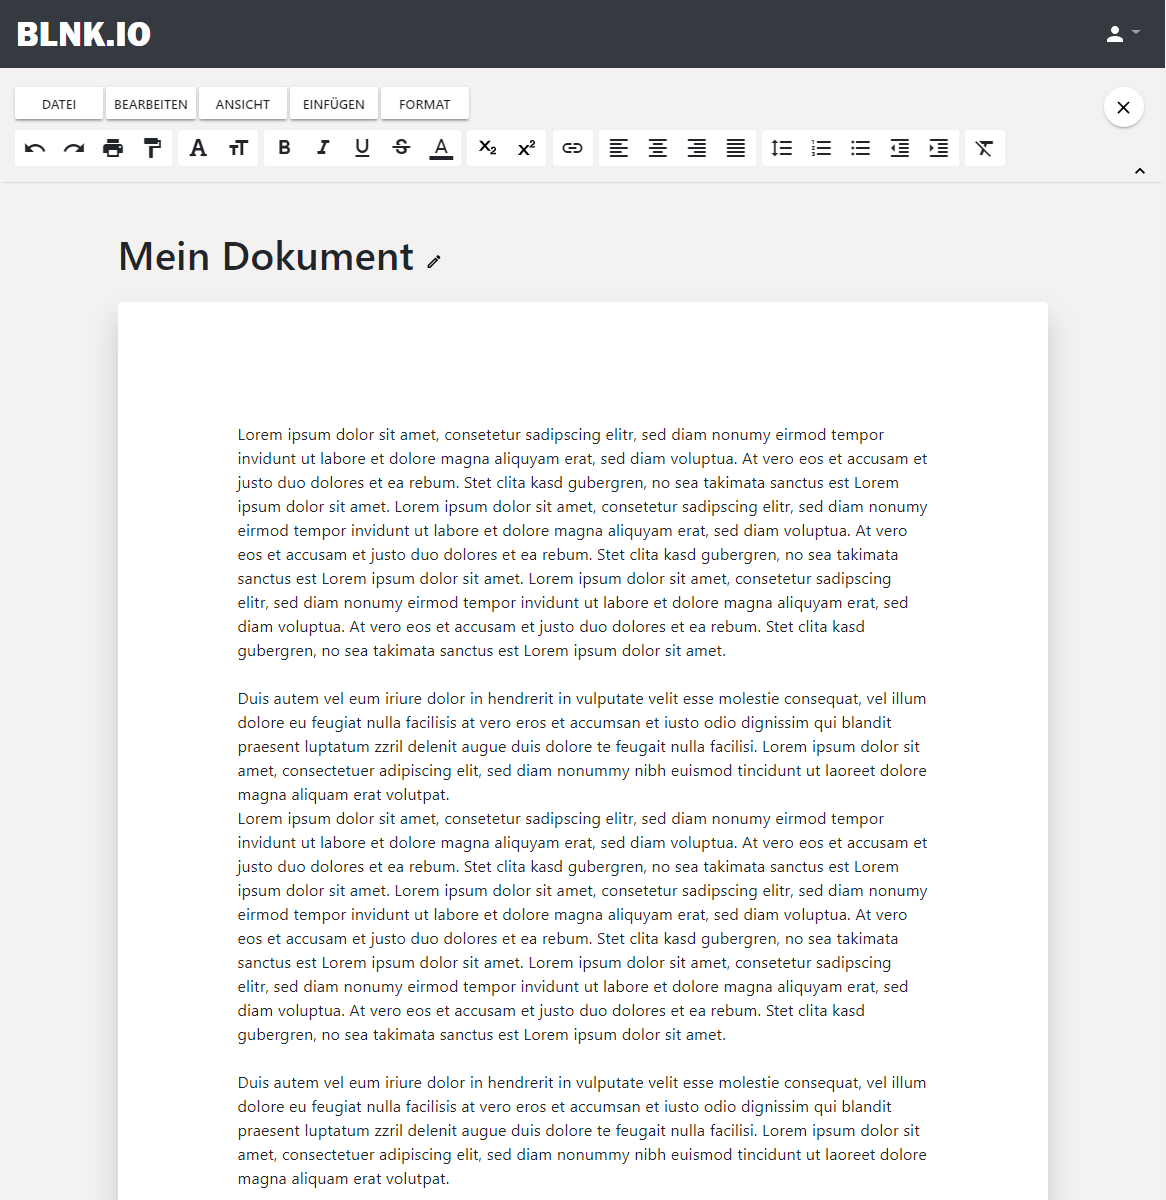 BLNK.IO
DATEI BEARBEITEN ANSICHT EINFÜGEN FORMAT
Mein Dokument
Lorem ipsum dolor sit amet, consetetur sadipscing elitr, sed diam nonumy eirmod tempor
invidunt ut labore et dolore magna aliquyam erat, sed diam voluptua. At vero eos et accusam et
justo duo dolores et ea rebum. Stet clita kasd gubergren, no sea takimata sanctus est Lorem
ipsum dolor sit amet. Lorem ipsum dolor sit amet, consetetur sadipscing elitr, sed diam nonumy
eirmod tempor invidunt ut labore et dolore magna aliquyam erat, sed diam voluptua. At vero
eos et accusam et justo duo dolores et ea rebum. Stet clita kasd gubergren, no sea takimata
sanctus est Lorem ipsum dolor sit amet. Lorem ipsum dolor sit amet, consetetur sadipscing
elitr, sed diam nonumy eirmod tempor invidunt ut labore et dolore magna aliquyam erat, sed
diam voluptua. At vero eos et accusam et justo duo dolores et ea rebum. Stet clita kasd
gubergren, no sea takimata sanctus est Lorem ipsum dolor sit amet.
Duis autem vel eum iriure dolor in hendrerit in vulputate velit esse molestie consequat, vel illum
dolore eu feugiat nulla facilisis at vero eros et accumsan et iusto odio dignissim qui blandit
praesent luptatum zzril delenit augue duis dolore te feugait nulla facilisi. Lorem ipsum dolor sit
amet, consectetuer adipiscing elit, sed diam nonummy nibh euismod tincidunt ut laoreet dolore
magna aliquam erat volutpat.
Lorem ipsum dolor sit amet, consetetur sadipscing elitr, sed diam nonumy eirmod tempor
invidunt ut labore et dolore magna aliquyam erat, sed diam voluptua. At vero eos et accusam et
justo duo dolores et ea rebum. Stet clita kasd gubergren, no sea takimata sanctus est Lorem
ipsum dolor sit amet. Lorem ipsum dolor sit amet, consetetur sadipscing elitr, sed diam nonumy
eirmod tempor invidunt ut labore et dolore magna aliquyam erat, sed diam voluptua. At vero
eos et accusam et justo duo dolores et ea rebum. Stet clita kasd gubergren, no sea takimata
sanctus est Lorem ipsum dolor sit amet. Lorem ipsum dolor sit amet, consetetur sadipscing
elitr, sed diam nonumy eirmod tempor invidunt ut labore et dolore magna aliquyam erat, sed
diam voluptua. At vero eos et accusam et justo duo dolores et ea rebum. Stet clita kasd
gubergren, no sea takimata sanctus est Lorem ipsum dolor sit amet.
Duis autem vel eum iriure dolor in hendrerit in vulputate velit esse molestie consequat, vel illum
dolore eu feugiat nulla facilisis at vero eros et accumsan et iusto odio dignissim qui blandit
praesent luptatum zzril delenit augue duis dolore te feugait nulla facilisi. Lorem ipsum dolor sit
amet, consectetuer adipiscing elit, sed diam nonummy nibh euismod tincidunt ut laoreet dolore
magna aliquam erat volutpat.